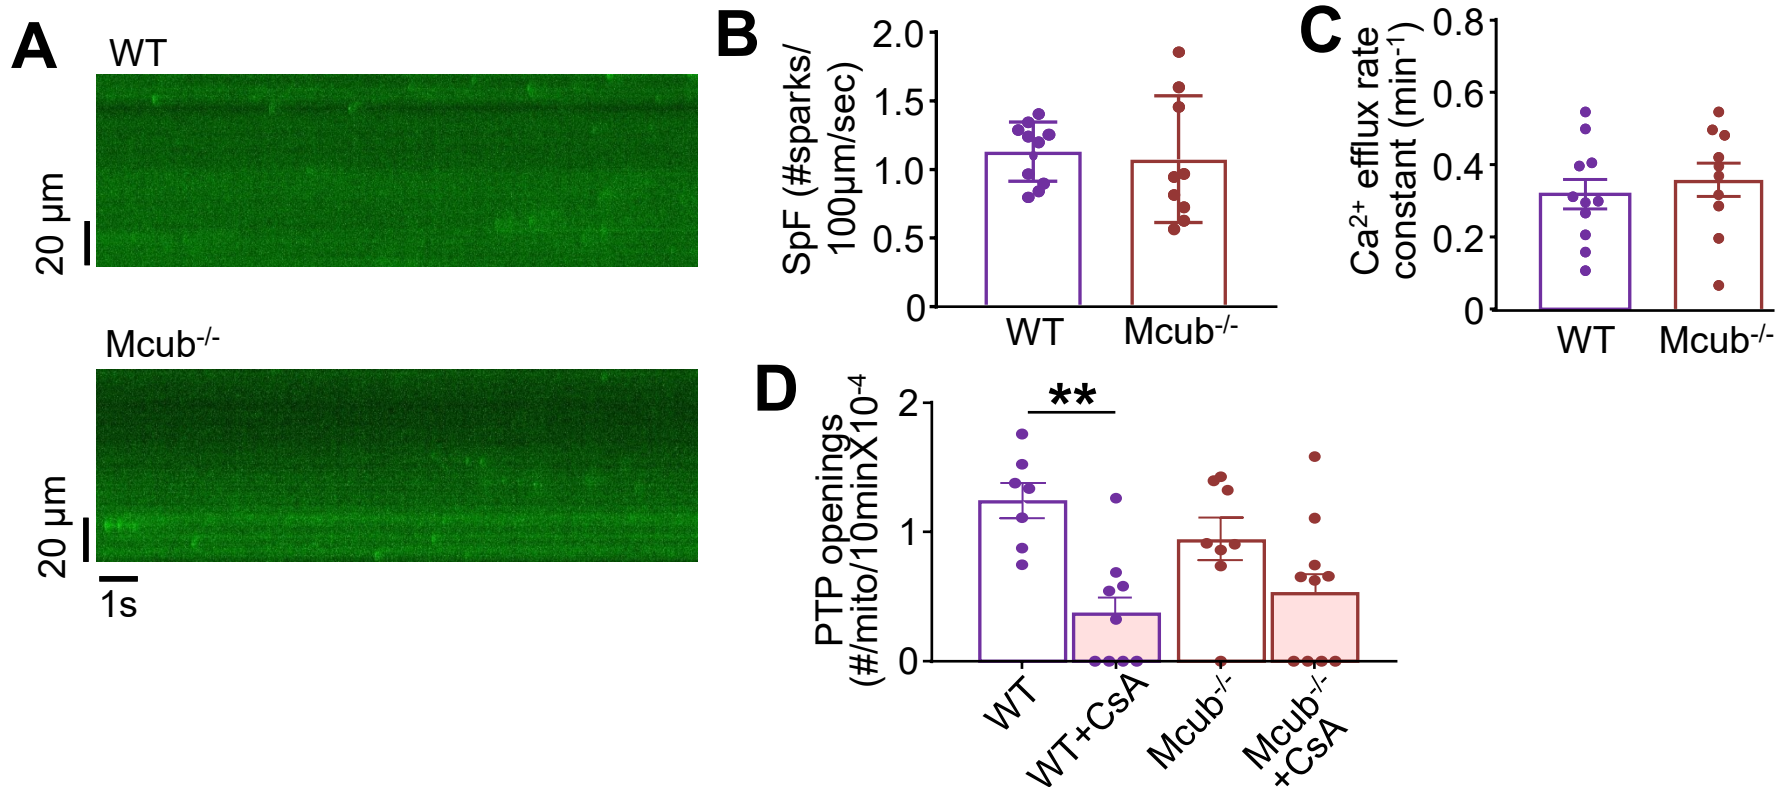 A
WT
20 µm
Mcub-/-
20 µm
1s
B
SpF (#sparks/
100µm/sec)
2.0
1.5
1.0
0.5
0
WT
Mcub-/-
C
Ca2+ efflux rate
constant (min-1)
0.8
0.6
0.4
0.2
0
WT
Mcub-/-
D
PTP openings
(#/mito/10minX10-4
2
1
0
**
WT
WT+CsA
Mcub-/-
Mcub-/-
+CsA